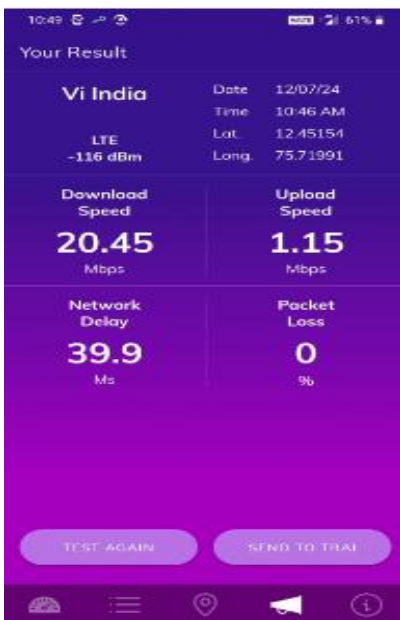 10:49 61%
Your Result
Vi India
LTE
-116 dBm
Date 12/07/24
Time 10:46 AM
Lat. 12.45154
Long. 75.71991
Download
Speed
20.45
Mbps
Upload
Speed
1.15
Mbps
Network
Delay
39.9
Ms
Packet
Loss
0
%
TEST AGAIN
SEND TO TRAI